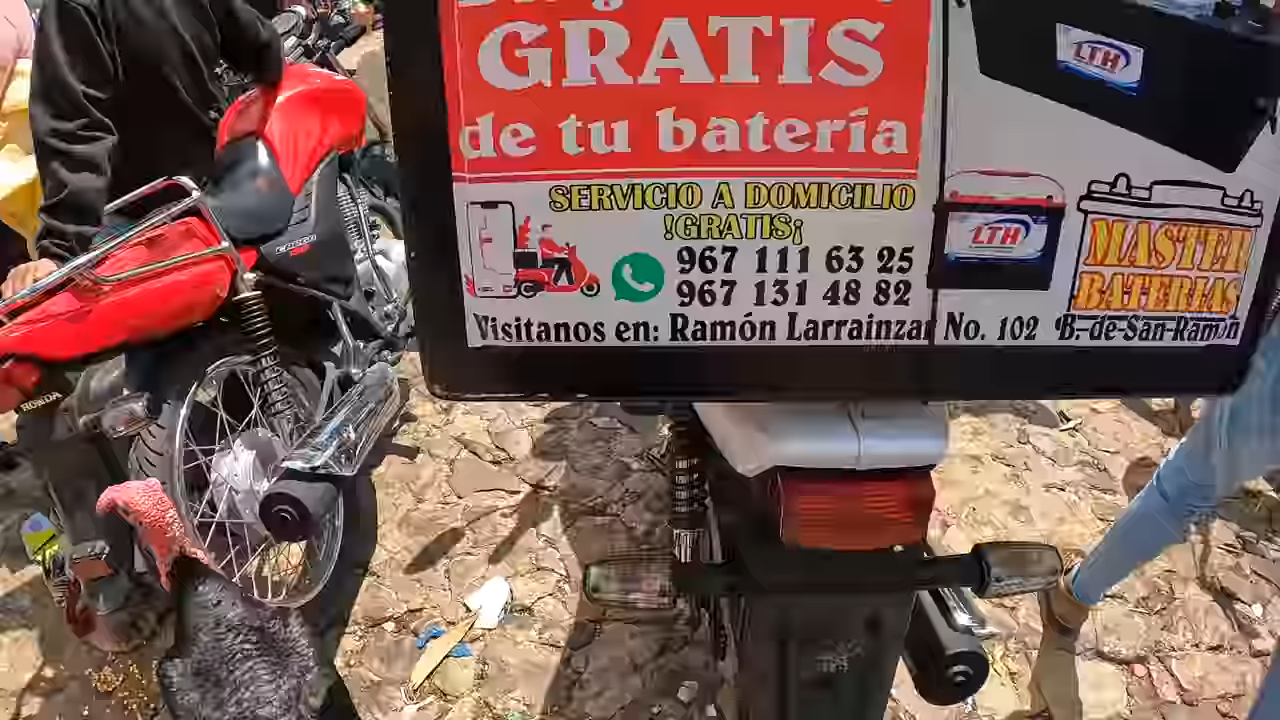 GRATIS
de tu batería
SERVICIO A DOMICILIO
!GRATIS¡
967 111 63 25
967 131 48 82
Visitanos en: Ramón Larrainzar No. 102 B. de San Ramón
LTH
LTH
MASTER
BATERIAS
CARGO
HONDA